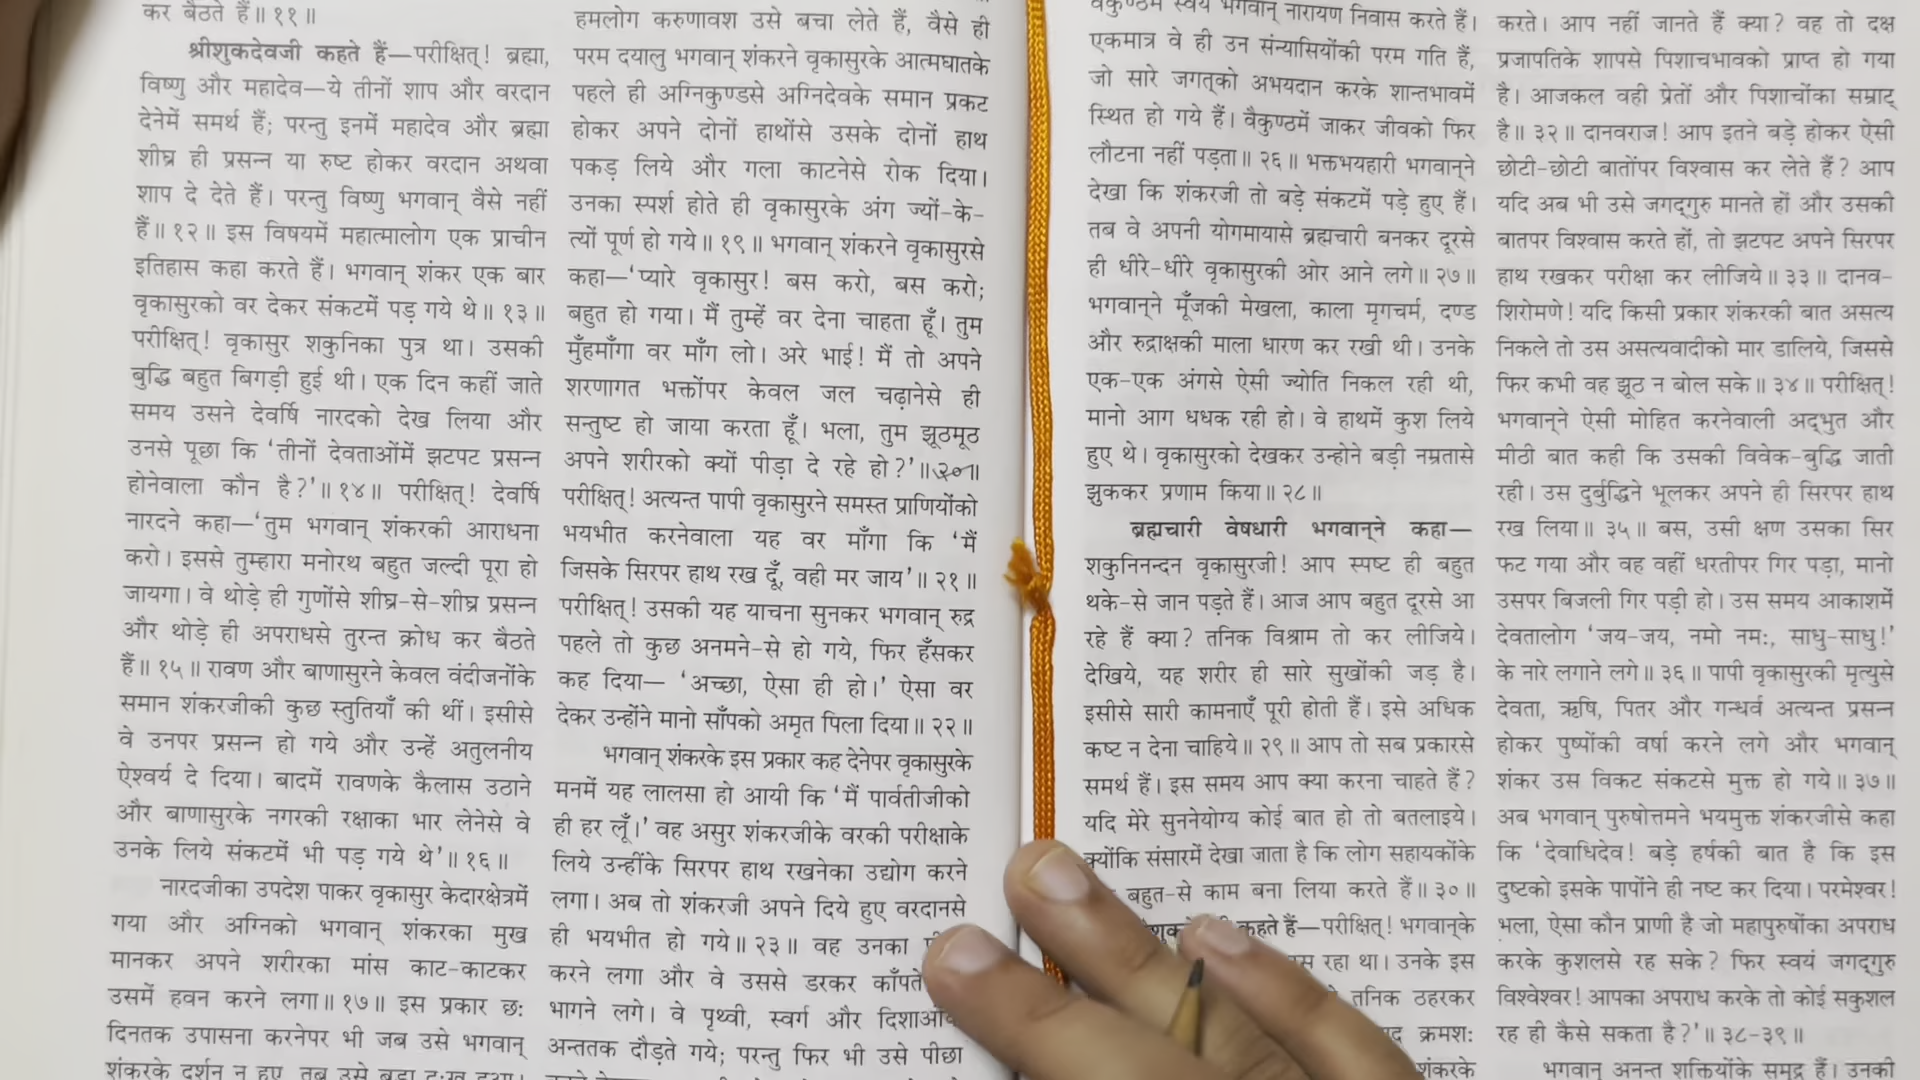 कर बैठते हैं॥ ११॥
श्रीशुकदेवजी कहते हैं—परीक्षित्! ब्रह्मा,
विष्णु और महादेव—ये तीनों शाप और वरदान
देनेमें समर्थ हैं; परन्तु इनमें महादेव और ब्रह्मा
शीघ्र ही प्रसन्न या रुष्ट होकर वरदान अथवा
शाप दे देते हैं। परन्तु विष्णु भगवान् वैसे नहीं
हैं॥ १२॥ इस विषयमें महात्मालोग एक प्राचीन
इतिहास कहा करते हैं। भगवान् शंकर एक बार
वृकासुरको वर देकर संकटमें पड़ गये थे॥ १३॥
परीक्षित्! वृकासुर शकुनिका पुत्र था। उसकी
बुद्धि बहुत बिगड़ी हुई थी। एक दिन कहीं जाते
समय उसने देवर्षि नारदको देख लिया और
उनसे पूछा कि ‘तीनों देवताओंमें झटपट प्रसन्न
होनेवाला कौन है?’॥ १४॥ परीक्षित्! देवर्षि
नारदने कहा—‘तुम भगवान् शंकरकी आराधना
करो। इससे तुम्हारा मनोरथ बहुत जल्दी पूरा हो
जायगा। वे थोड़े ही गुणोंसे शीघ्र-से-शीघ्र प्रसन्न
और थोड़े ही अपराधसे तुरन्त क्रोध कर बैठते
हैं॥ १५॥ रावण और बाणासुरने केवल वंदीजनोंके
समान शंकरजीकी कुछ स्तुतियाँ की थीं। इसीसे
वे उनपर प्रसन्न हो गये और उन्हें अतुलनीय
ऐश्वर्य दे दिया। बादमें रावणके कैलास उठाने
और बाणासुरके नगरकी रक्षाका भार लेनेसे वे
उनके लिये संकटमें भी पड़ गये थे’॥ १६॥
नारदजीका उपदेश पाकर वृकासुर केदारक्षेत्रमें
गया और अग्निको भगवान् शंकरका मुख
मानकर अपने शरीरका मांस काट-काटकर
उसमें हवन करने लगा॥ १७॥ इस प्रकार छः
दिनतक उपासना करनेपर भी जब उसे भगवान्
शंकरके दर्शन न हुए, तब उसे बड़ा दुःख हुआ।
हमलोग करुणावश उसे बचा लेते हैं, वैसे ही
परम दयालु भगवान् शंकरने वृकासुरके आत्मघातके
पहले ही अग्निकुण्डसे अग्निदेवके समान प्रकट
होकर अपने दोनों हाथोंसे उसके दोनों हाथ
पकड़ लिये और गला काटनेसे रोक दिया।
उनका स्पर्श होते ही वृकासुरके अंग ज्यों-के-
त्यों पूर्ण हो गये॥ १९॥ भगवान् शंकरने वृकासुरसे
कहा—‘प्यारे वृकासुर! बस करो, बस करो;
बहुत हो गया। मैं तुम्हें वर देना चाहता हूँ। तुम
मुँहमाँगा वर माँग लो। अरे भाई! मैं तो अपने
शरणागत भक्तोंपर केवल जल चढ़ानेसे ही
सन्तुष्ट हो जाया करता हूँ। भला, तुम झूठमूठ
अपने शरीरको क्यों पीड़ा दे रहे हो?’॥ २०॥
परीक्षित्! अत्यन्त पापी वृकासुरने समस्त प्राणियोंको
भयभीत करनेवाला यह वर माँगा कि ‘मैं
जिसके सिरपर हाथ रख दूँ, वही मर जाय’॥ २१॥
परीक्षित्! उसकी यह याचना सुनकर भगवान् रुद्र
पहले तो कुछ अनमने-से हो गये, फिर हँसकर
कह दिया— ‘अच्छा, ऐसा ही हो।’ ऐसा वर
देकर उन्होंने मानो साँपको अमृत पिला दिया॥ २२॥
भगवान् शंकरके इस प्रकार कह देनेपर वृकासुरके
मनमें यह लालसा हो आयी कि ‘मैं पार्वतीजीको
ही हर लूँ।’ वह असुर शंकरजीके वरकी परीक्षाके
लिये उन्हींके सिरपर हाथ रखनेका उद्योग करने
लगा। अब तो शंकरजी अपने दिये हुए वरदानसे
ही भयभीत हो गये॥ २३॥ वह उनका
करने लगा और वे उससे डरकर काँपते
भागने लगे। वे पृथ्वी, स्वर्ग और
अन्ततक दौड़ते गये; परन्तु फिर भी उसे पीछा
वैकुण्ठमें स्वयं भगवान् नारायण निवास करते हैं।
एकमात्र वे ही उन संन्यासियोंकी परम गति हैं,
जो सारे जगत्को अभयदान करके शान्तभावमें
स्थित हो गये हैं। वैकुण्ठमें जाकर जीवको फिर
लौटना नहीं पड़ता॥ २६॥ भक्तभयहारी भगवान्ने
देखा कि शंकरजी तो बड़े संकटमें पड़े हुए हैं।
तब वे अपनी योगमायासे ब्रह्मचारी बनकर दूरसे
ही धीरे-धीरे वृकासुरकी ओर आने लगे॥ २७॥
भगवान्ने मूँजकी मेखला, काला मृगचर्म, दण्ड
और रुद्राक्षकी माला धारण कर रखी थी। उनके
एक-एक अंगसे ऐसी ज्योति निकल रही थी,
मानो आग धधक रही हो। वे हाथमें कुश लिये
हुए थे। वृकासुरको देखकर उन्होने बड़ी नम्रतासे
झुककर प्रणाम किया॥ २८॥
ब्रह्मचारी वेषधारी भगवान्ने कहा—
शकुनिनन्दन वृकासुरजी! आप स्पष्ट ही बहुत
थके-से जान पड़ते हैं। आज आप बहुत दूरसे आ
रहे हैं क्या? तनिक विश्राम तो कर लीजिये।
देखिये, यह शरीर ही सारे सुखोंकी जड़ है।
इसीसे सारी कामनाएँ पूरी होती हैं। इसे अधिक
कष्ट न देना चाहिये॥ २९॥ आप तो सब प्रकारसे
समर्थ हैं। इस समय आप क्या करना चाहते हैं?
यदि मेरे सुननेयोग्य कोई बात हो तो बतलाइये।
क्योंकि संसारमें देखा जाता है कि लोग सहायकोंके
बहुत-से काम बना लिया करते हैं॥ ३०॥
कहते हैं—परीक्षित्! भगवान्के
रहा था। उनके इस
तनिक ठहरकर
क्रमशः
शंकरके
करते। आप नहीं जानते हैं क्या? वह तो दक्ष
प्रजापतिके शापसे पिशाचभावको प्राप्त हो गया
है। आजकल वही प्रेतों और पिशाचोंका सम्राट्
है॥ ३२॥ दानवराज! आप इतने बड़े होकर ऐसी
छोटी-छोटी बातोंपर विश्वास कर लेते हैं? आप
यदि अब भी उसे जगद्गुरु मानते हों और उसकी
बातपर विश्वास करते हों, तो झटपट अपने सिरपर
हाथ रखकर परीक्षा कर लीजिये॥ ३३॥ दानव-
शिरोमणे! यदि किसी प्रकार शंकरकी बात असत्य
निकले तो उस असत्यवादीको मार डालिये, जिससे
फिर कभी वह झूठ न बोल सके॥ ३४॥ परीक्षित्!
भगवान्ने ऐसी मोहित करनेवाली अद्भुत और
मीठी बात कही कि उसकी विवेक-बुद्धि जाती
रही। उस दुर्बुद्धिने भूलकर अपने ही सिरपर हाथ
रख लिया॥ ३५॥ बस, उसी क्षण उसका सिर
फट गया और वह वहीं धरतीपर गिर पड़ा, मानो
उसपर बिजली गिर पड़ी हो। उस समय आकाशमें
देवतालोग ‘जय-जय, नमो नमः, साधु-साधु!’
के नारे लगाने लगे॥ ३६॥ पापी वृकासुरकी मृत्युसे
देवता, ऋषि, पितर और गन्धर्व अत्यन्त प्रसन्न
होकर पुष्पोंकी वर्षा करने लगे और भगवान्
शंकर उस विकट संकटसे मुक्त हो गये॥ ३७॥
अब भगवान् पुरुषोत्तमने भयमुक्त शंकरजीसे कहा
कि ‘देवाधिदेव! बड़े हर्षकी बात है कि इस
दुष्टको इसके पापोंने ही नष्ट कर दिया। परमेश्वर!
भला, ऐसा कौन प्राणी है जो महापुरुषोंका अपराध
करके कुशलसे रह सके? फिर स्वयं जगद्गुरु
विश्वेश्वर! आपका अपराध करके तो कोई सकुशल
रह ही कैसे सकता है?’॥ ३८-३९॥
भगवान् अनन्त शक्तियोंके समुद्र हैं। उनकी